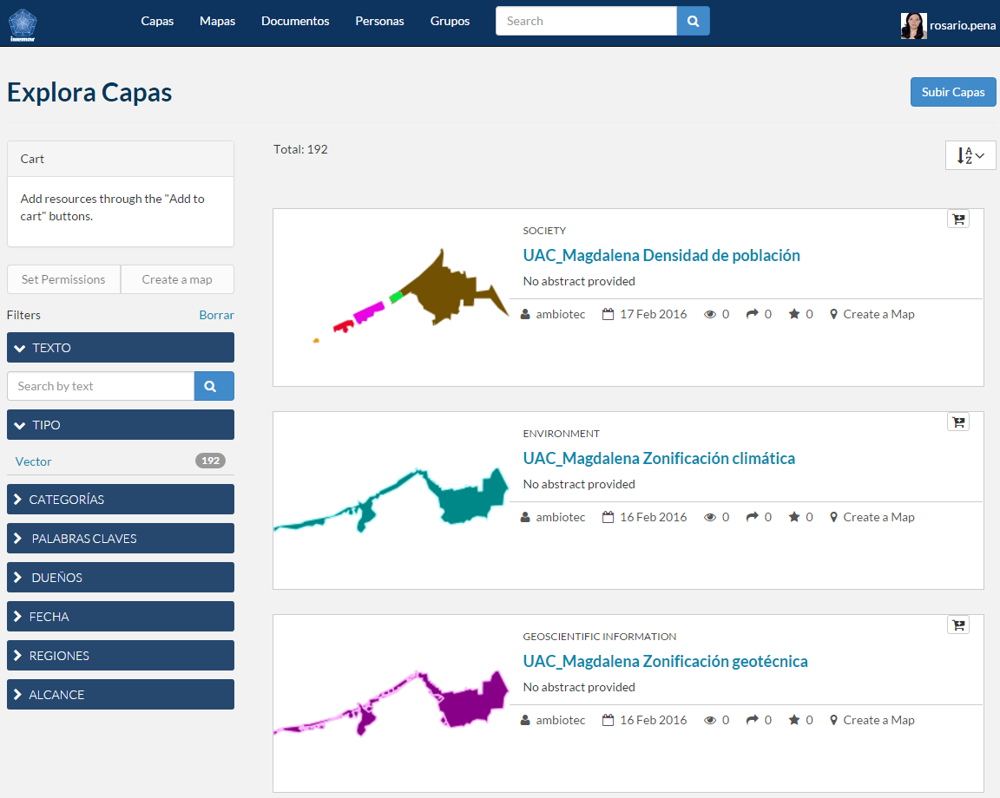 Capas Mapas Documentos Personas Grupos Search
rosario.pena
Explora Capas
Subir Capas
Cart
Add resources through the "Add to
cart" buttons.
Set Permissions Create a map
Filters Borrar
TEXTO
Search by text
TIPO
Vector 192
CATEGORÍAS
PALABRAS CLAVES
DUEÑOS
FECHA
REGIONES
ALCANCE
Total: 192
A
Z
SOCIETY
UAC_Magdalena Densidad de población
No abstract provided
ambiotec 17 Feb 2016 0 0 0 Create a Map
ENVIRONMENT
UAC_Magdalena Zonificación climática
No abstract provided
ambiotec 16 Feb 2016 0 0 0 Create a Map
GEOSCIENTIFIC INFORMATION
UAC_Magdalena Zonificación geotécnica
No abstract provided
ambiotec 16 Feb 2016 0 0 0 Create a Map